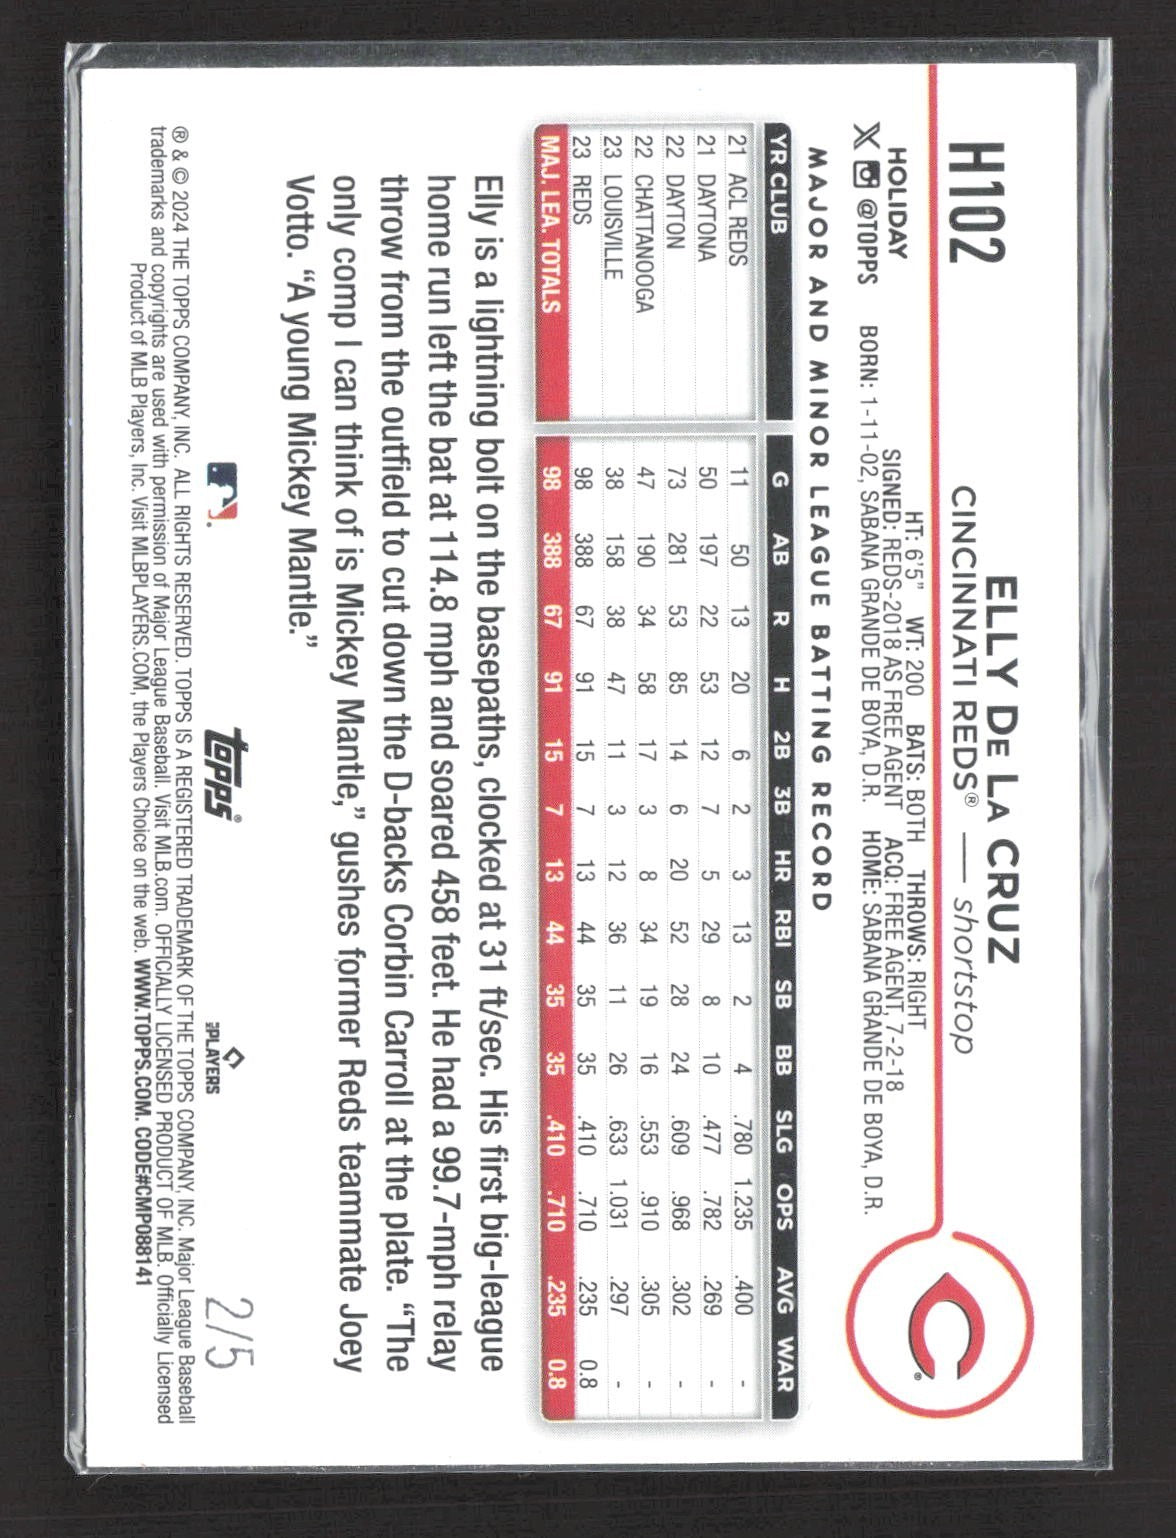 H102
ELLY DE LA CRUZ
CINCINNATI REDS® — shortstop
HOLIDAY
HT: 6'5" WT: 200 BATS: BOTH THROWS: RIGHT
SIGNED: REDS-2018 AS FREE AGENT ACQ: FREE AGENT, 7-2-18
X @TOPPS BORN: 1-11-02, SABANA GRANDE DE BOYA, D.R. HOME: SABANA GRANDE DE BOYA, D.R.
C ®
MAJOR AND MINOR LEAGUE BATTING RECORD
YR CLUB G AB R H 2B 3B HR RBI SB BB SLG OPS AVG WAR
21 ACL REDS 11 50 13 20 6 2 3 13 2 4 .780 1.235 .400 -
21 DAYTONA 50 197 22 53 12 7 5 29 8 10 .477 .782 .269 -
22 DAYTON 73 281 53 85 14 6 20 52 28 24 .609 .968 .302 -
22 CHATTANOOGA 47 190 34 58 17 3 8 34 19 16 .553 .910 .305 -
23 LOUISVILLE 38 158 38 47 11 3 12 36 11 26 .633 1.031 .297 -
23 REDS 98 388 67 91 15 7 13 44 35 35 .410 .710 .235 0.8
MAJ. LEA. TOTALS 98 388 67 91 15 7 13 44 35 35 .410 .710 .235 0.8
Elly is a lightning bolt on the basepaths, clocked at 31 ft/sec. His first big-league
home run left the bat at 114.8 mph and soared 458 feet. He had a 99.7-mph relay
throw from the outfield to cut down the D-backs Corbin Carroll at the plate. “The
only comp I can think of is Mickey Mantle,” gushes former Reds teammate Joey
Votto. “A young Mickey Mantle.”
topps®
PLAYERS
2/5
® & © 2024 THE TOPPS COMPANY, INC. ALL RIGHTS RESERVED. TOPPS IS A REGISTERED TRADEMARK OF THE TOPPS COMPANY, INC. Major League Baseball
trademarks and copyrights are used with permission of Major League Baseball. Visit MLB.com. OFFICIALLY LICENSED PRODUCT OF MLB. Officially Licensed
Product of MLB Players, Inc. Visit MLBPLAYERS.COM, the Players Choice on the web. WWW.TOPPS.COM. CODE#CMP088141